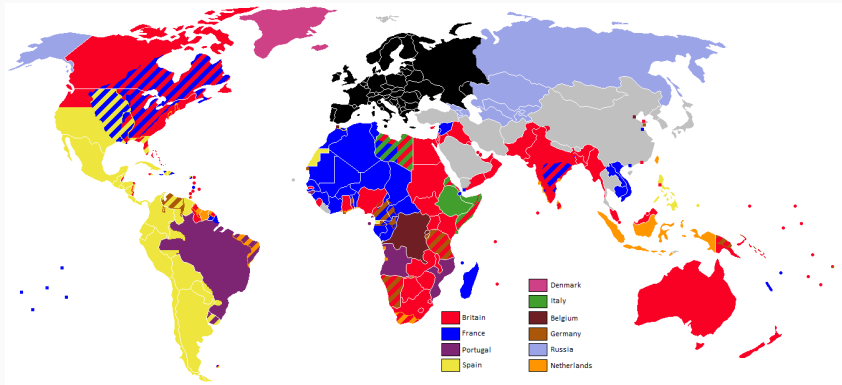 Denmark
Italy
Britain
Belgium
France
Germany
Portugal
Russia
Spain
Netherlands